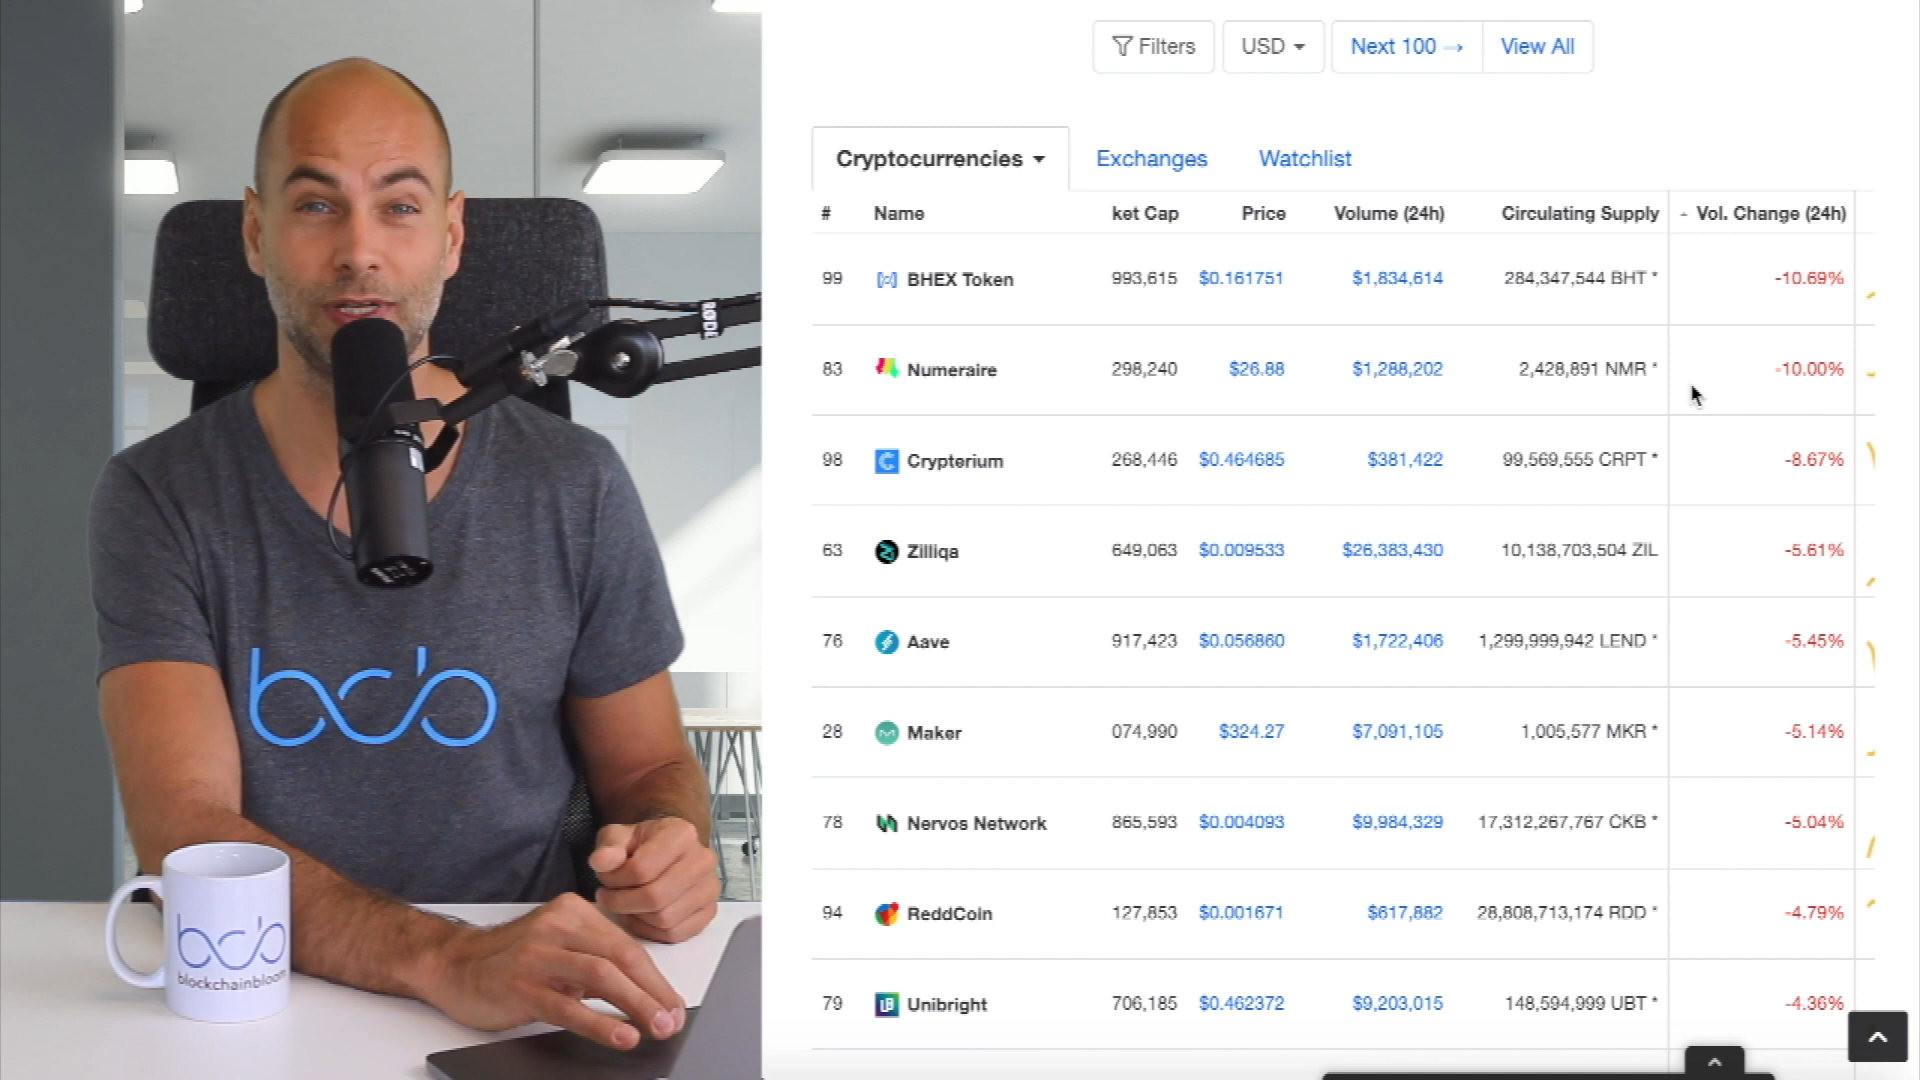 Filters USD Next 100 → View All
Cryptocurrencies Exchanges Watchlist
# Name ket Cap Price Volume (24h) Circulating Supply Vol. Change (24h)
99 BHEX Token 993,615 $0.161751 $1,834,614 284,347,544 BHT * -10.69%
83 Numeraire 298,240 $26.88 $1,288,202 2,428,891 NMR * -10.00%
98 Crypterium 268,446 $0.464685 $381,422 99,569,555 CRPT * -8.67%
63 Zilliqa 649,063 $0.009533 $26,383,430 10,138,703,504 ZIL -5.61%
76 Aave 917,423 $0.056860 $1,722,406 1,299,999,942 LEND * -5.45%
28 Maker 074,990 $324.27 $7,091,105 1,005,577 MKR * -5.14%
78 Nervos Network 865,593 $0.004093 $9,984,329 17,312,267,767 CKB * -5.04%
94 ReddCoin 127,853 $0.001671 $617,882 28,808,713,174 RDD * -4.79%
79 Unibright 706,185 $0.462372 $9,203,015 148,594,999 UBT * -4.36%
RØDE
bcb
bcb
blockchainbloom